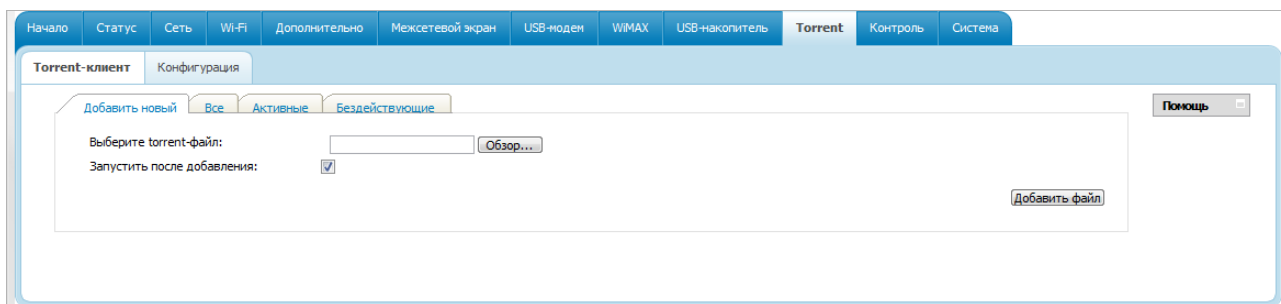 Начало Статус Сеть Wi-Fi Дополнительно Межсетевой экран USB-модем WiMAX USB-накопитель Torrent Контроль Система
Torrent-клиент Конфигурация
Добавить новый Все Активные Бездействующие Помощь
Выберите torrent-файл: Обзор...
Запустить после добавления:
Добавить файл